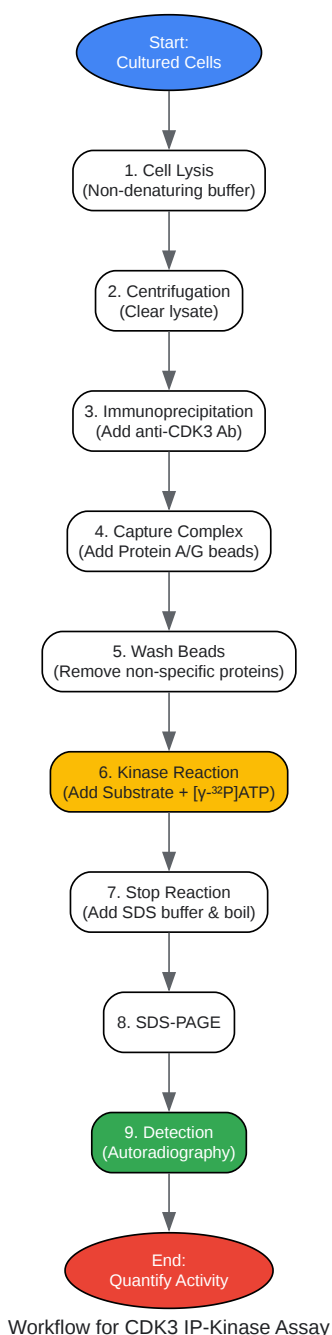 Start:
Cultured Cells
1. Cell Lysis
(Non-denaturing buffer)
2. Centrifugation
(Clear lysate)
3. Immunoprecipitation
(Add anti-CDK3 Ab)
4. Capture Complex
(Add Protein A/G beads)
5. Wash Beads
(Remove non-specific proteins)
6. Kinase Reaction
(Add Substrate + [γ-³²P]ATP)
7. Stop Reaction
(Add SDS buffer & boil)
8. SDS-PAGE
9. Detection
(Autoradiography)
End:
Quantify Activity
Workflow for CDK3 IP-Kinase Assay